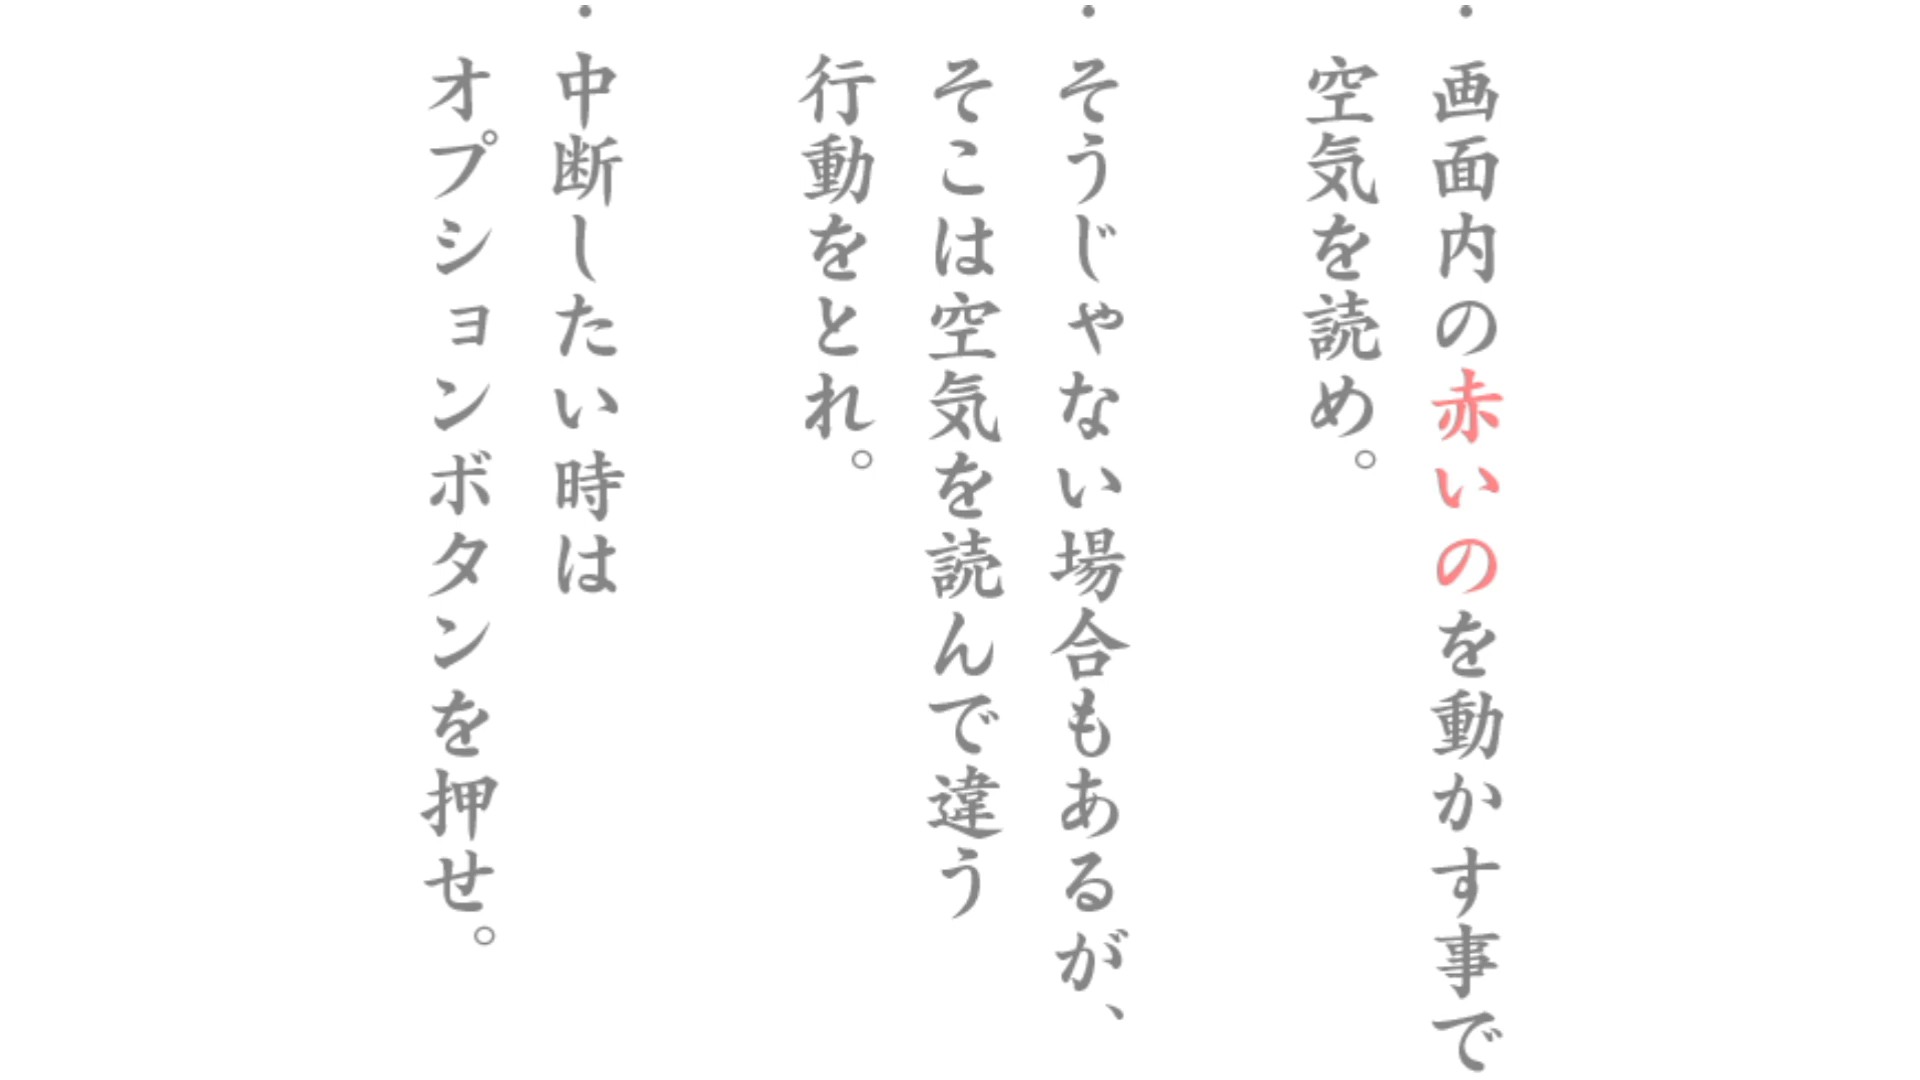 ・画面内の赤いのを動かす事で
空気を読め。
・そうじゃない場合もあるが、
そこは空気を読んで違う
行動をとれ。
・中断したい時は
オプションボタンを押せ。